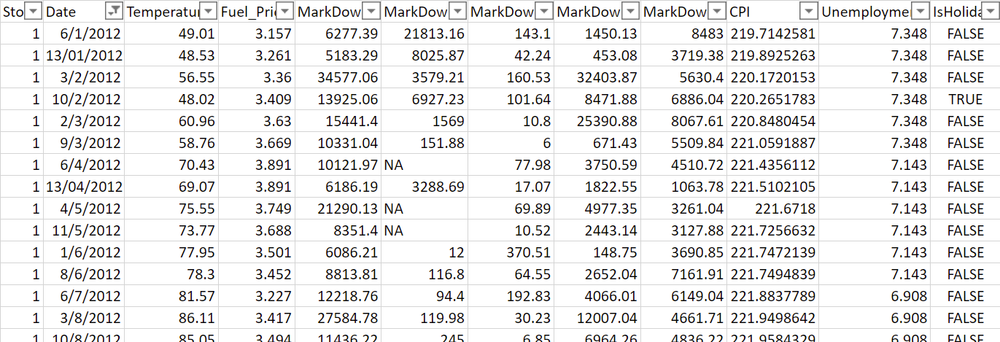 Sto Date Temperatur Fuel_Pri MarkDow MarkDow MarkDow MarkDow MarkDow CPI Unemployme IsHolida
1 6/1/2012 49.01 3.157 6277.39 21813.16 143.1 1450.13 8483 219.7142581 7.348 FALSE
1 13/01/2012 48.53 3.261 5183.29 8025.87 42.24 453.08 3719.38 219.8925263 7.348 FALSE
1 3/2/2012 56.55 3.36 34577.06 3579.21 160.53 32403.87 5630.4 220.1720153 7.348 FALSE
1 10/2/2012 48.02 3.409 13925.06 6927.23 101.64 8471.88 6886.04 220.2651783 7.348 TRUE
1 2/3/2012 60.96 3.63 15441.4 1569 10.8 25390.88 8067.61 220.8480454 7.348 FALSE
1 9/3/2012 58.76 3.669 10331.04 151.88 6 671.43 5509.84 221.0591887 7.348 FALSE
1 6/4/2012 70.43 3.891 10121.97 NA 77.98 3750.59 4510.72 221.4356112 7.143 FALSE
1 13/04/2012 69.07 3.891 6186.19 3288.69 17.07 1822.55 1063.78 221.5102105 7.143 FALSE
1 4/5/2012 75.55 3.749 21290.13 NA 69.89 4977.35 3261.04 221.6718 7.143 FALSE
1 11/5/2012 73.77 3.688 8351.4 NA 10.52 2443.14 3127.88 221.7256632 7.143 FALSE
1 1/6/2012 77.95 3.501 6086.21 12 370.51 148.75 3690.85 221.7472139 7.143 FALSE
1 8/6/2012 78.3 3.452 8813.81 116.8 64.55 2652.04 7161.91 221.7494839 7.143 FALSE
1 6/7/2012 81.57 3.227 12218.76 94.4 192.83 4066.01 6149.04 221.8837789 6.908 FALSE
1 3/8/2012 86.11 3.417 27584.78 119.98 30.23 12007.04 4661.71 221.9498642 6.908 FALSE
1 10/8/2012 85.05 3.494 11436.22 245 6.85 6964.26 4836.22 221.9584329 6.908 FALSE